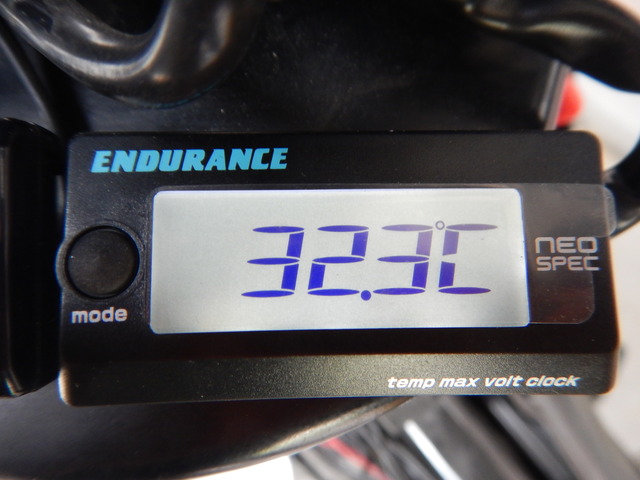 ENDURANCE
32.3°C
NEO
SPEC
mode
temp max volt clock